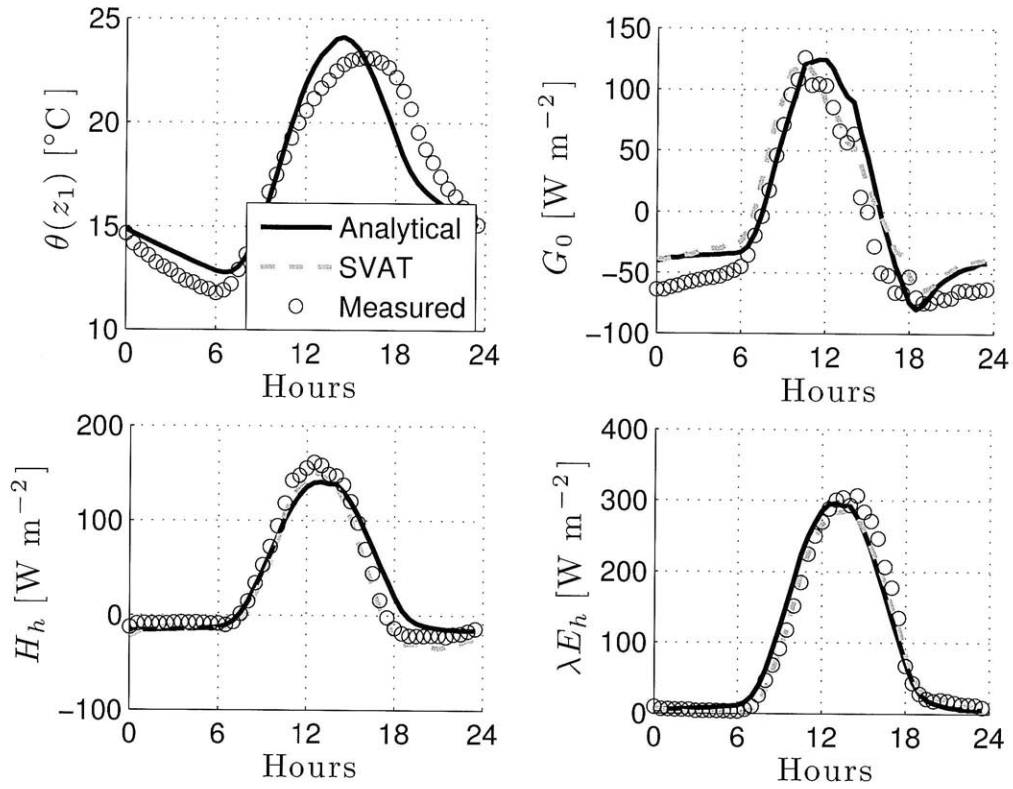 25
20
15
10
θ(z₁) [°C]
Analytical
SVAT
Measured
0 6 12 18 24
Hours
150
100
50
0
−50
−100
G₀ [W m⁻²]
0 6 12 18 24
Hours
200
100
0
−100
Hₕ [W m⁻²]
0 6 12 18 24
Hours
400
300
200
100
0
λEₕ [W m⁻²]
0 6 12 18 24
Hours